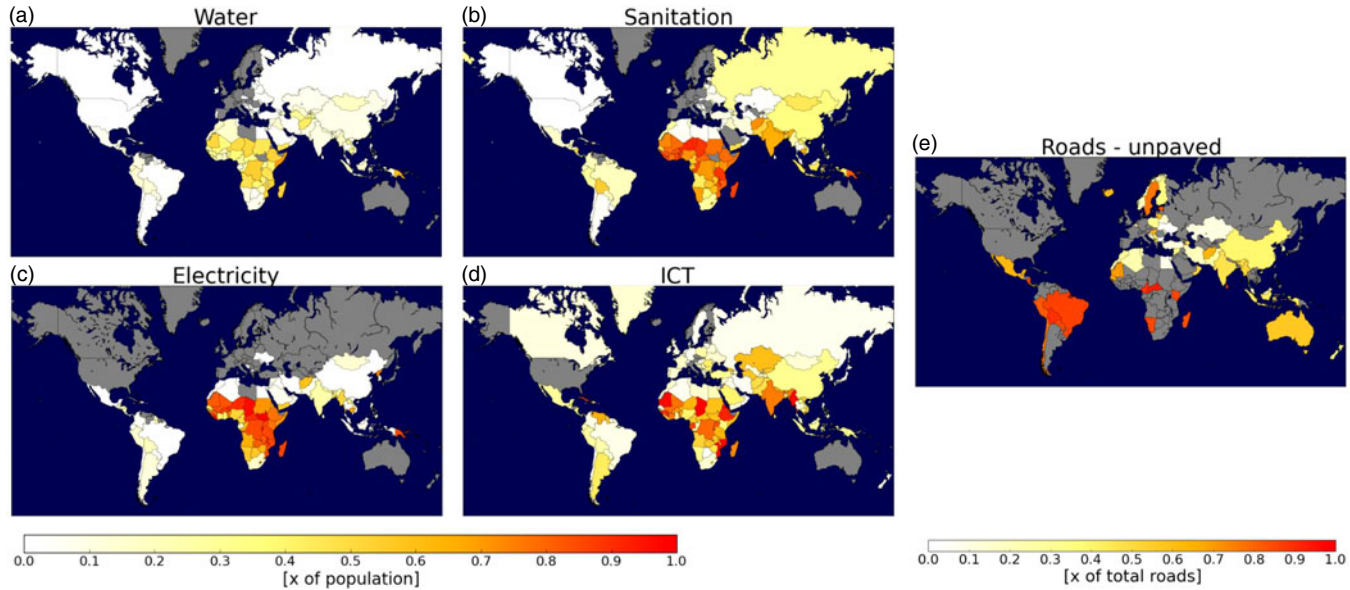 (a) Water
(b) Sanitation
(c) Electricity
(d) ICT
0.0 0.1 0.2 0.3 0.4 0.5 0.6 0.7 0.8 0.9 1.0
[x of population]
(e) Roads - unpaved
0.0 0.1 0.2 0.3 0.4 0.5 0.6 0.7 0.8 0.9 1.0
[x of total roads]